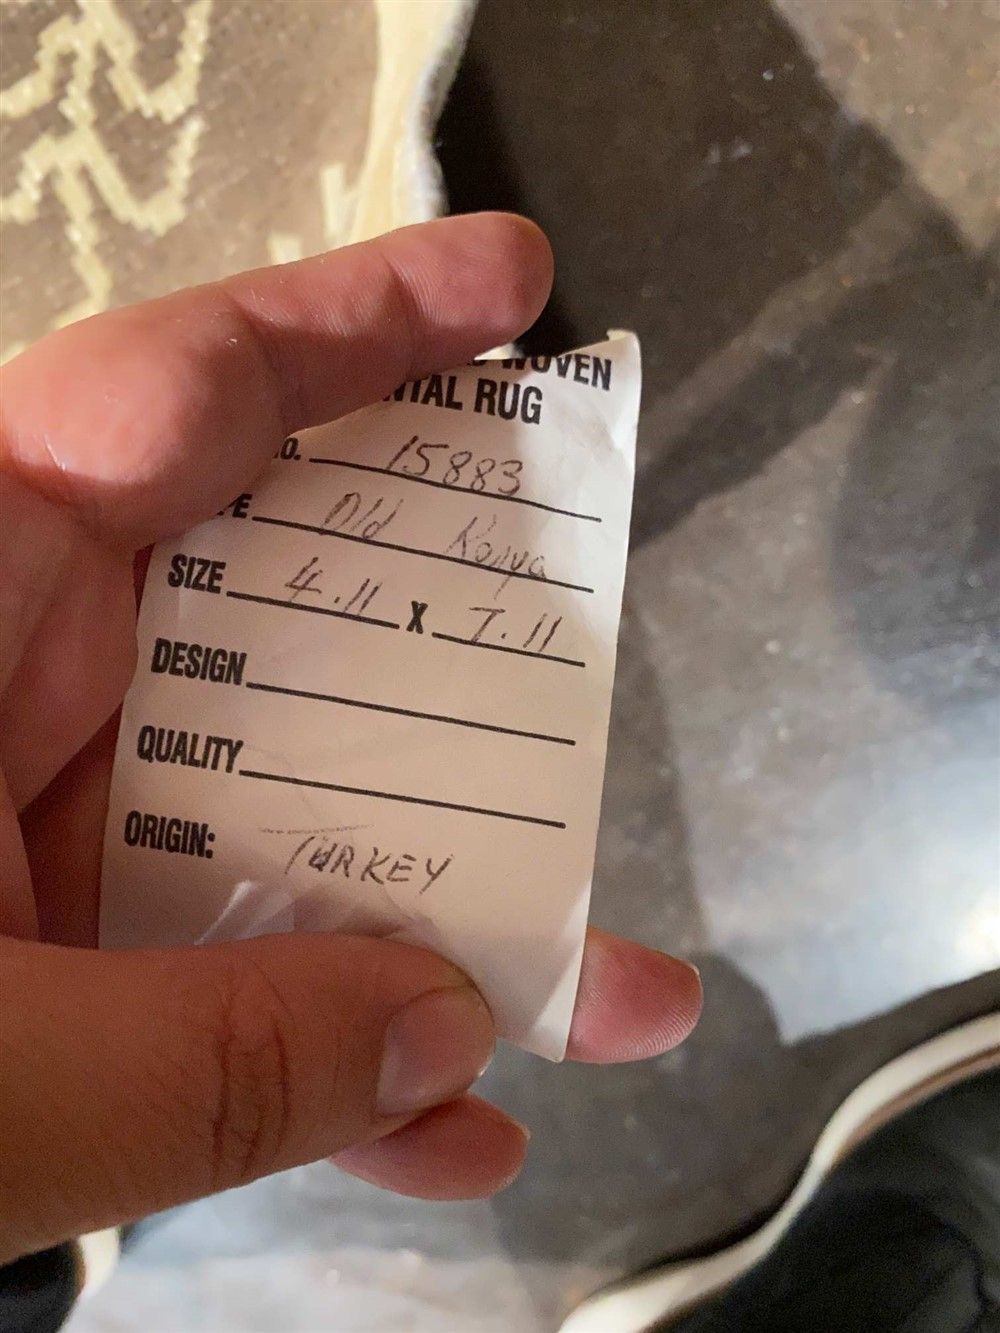 WOVEN
NTAL RUG
O. 15883
E Old Konya
SIZE 4.11 X 7.11
DESIGN
QUALITY
ORIGIN: TURKEY